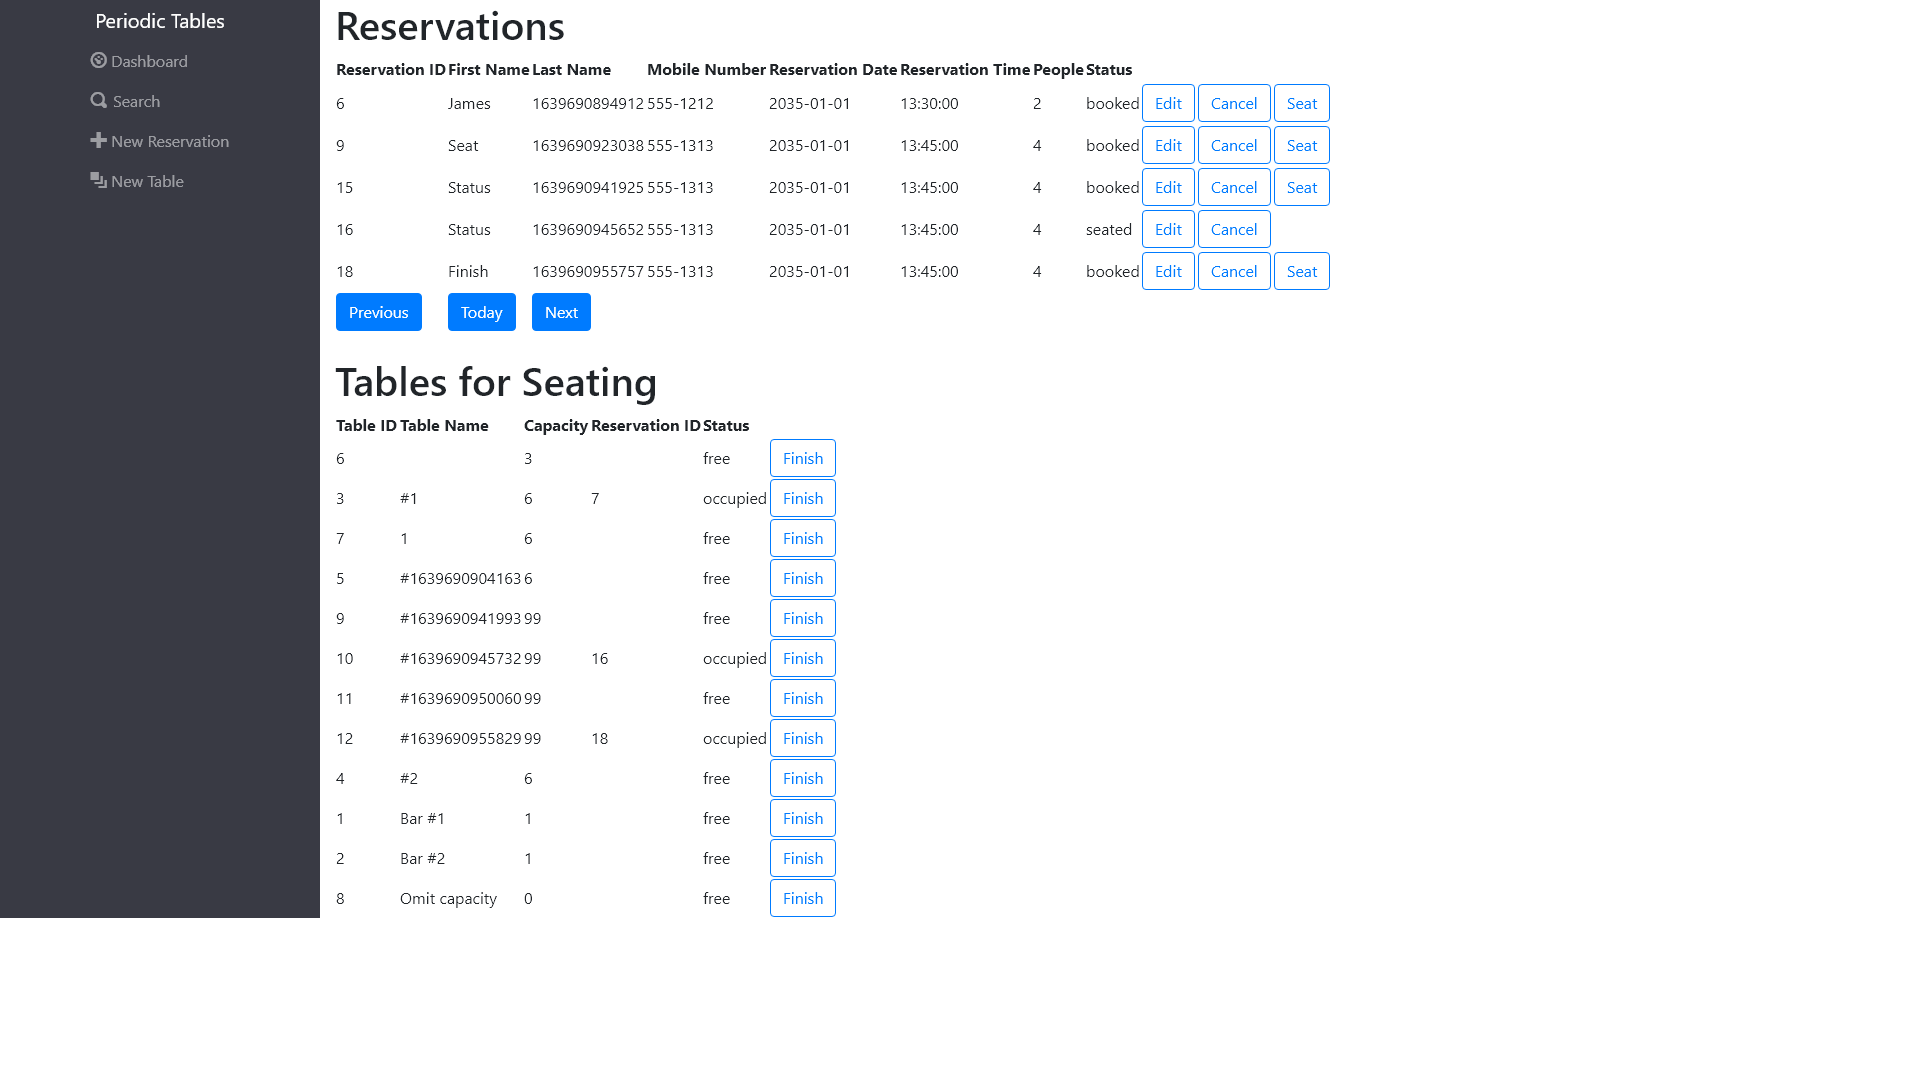 Periodic Tables
Dashboard
Search
New Reservation
New Table
Reservations
Reservation ID First Name Last Name Mobile Number Reservation Date Reservation Time People Status
6 James 1639690894912 555-1212 2035-01-01 13:30:00 2 booked Edit Cancel Seat
9 Seat 1639690923038 555-1313 2035-01-01 13:45:00 4 booked Edit Cancel Seat
15 Status 1639690941925 555-1313 2035-01-01 13:45:00 4 booked Edit Cancel Seat
16 Status 1639690945652 555-1313 2035-01-01 13:45:00 4 seated Edit Cancel
18 Finish 1639690955757 555-1313 2035-01-01 13:45:00 4 booked Edit Cancel Seat
Previous Today Next
Tables for Seating
Table ID Table Name Capacity Reservation ID Status
6 3 free Finish
3 #1 6 7 occupied Finish
7 1 6 free Finish
5 #1639690904163 6 free Finish
9 #1639690941993 99 free Finish
10 #1639690945732 99 16 occupied Finish
11 #1639690950060 99 free Finish
12 #1639690955829 99 18 occupied Finish
4 #2 6 free Finish
1 Bar #1 1 free Finish
2 Bar #2 1 free Finish
8 Omit capacity 0 free Finish